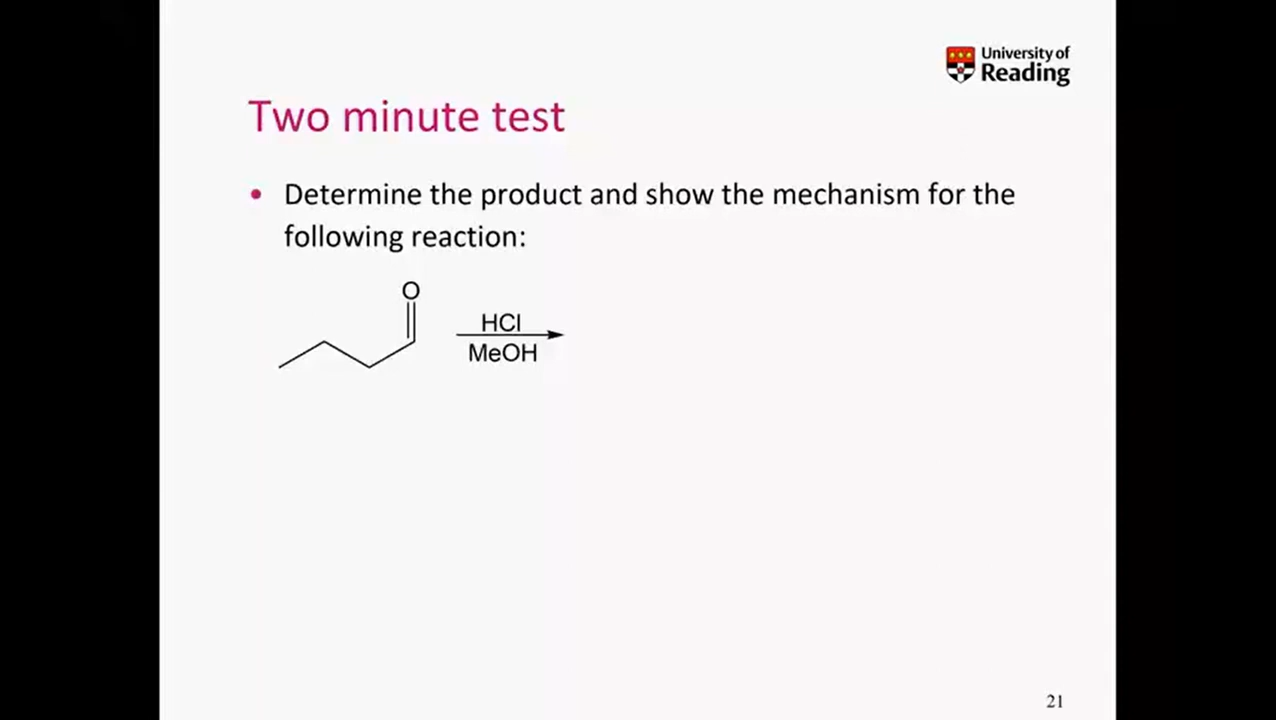 University of
Reading
Two minute test
• Determine the product and show the mechanism for the
following reaction:
O
HCl
MeOH
21